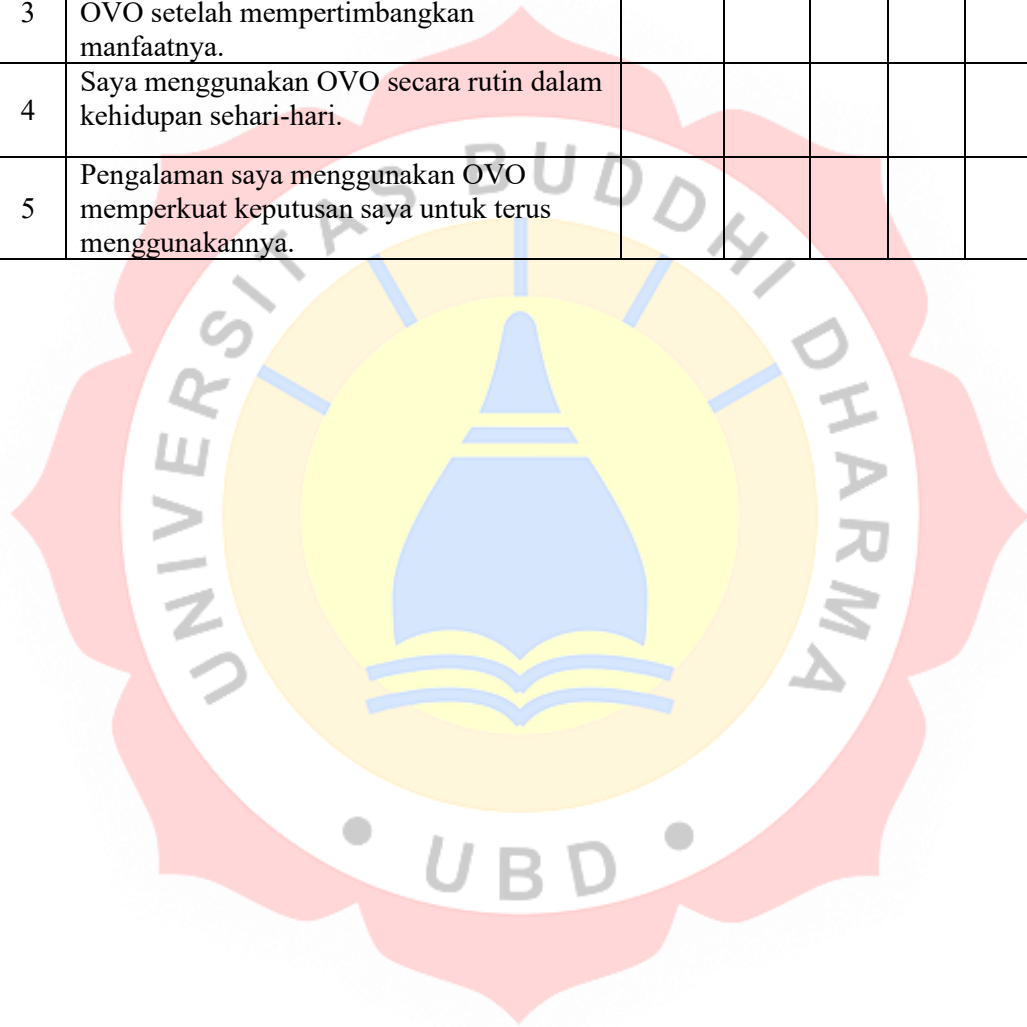 3
OVO setelah mempertimbangkan
manfaatnya.
4
Saya menggunakan OVO secara rutin dalam
kehidupan sehari-hari.
5
Pengalaman saya menggunakan OVO
memperkuat keputusan saya untuk terus
menggunakannya.
UNIVERSITAS BUDDHI DHARMA
• UBD •